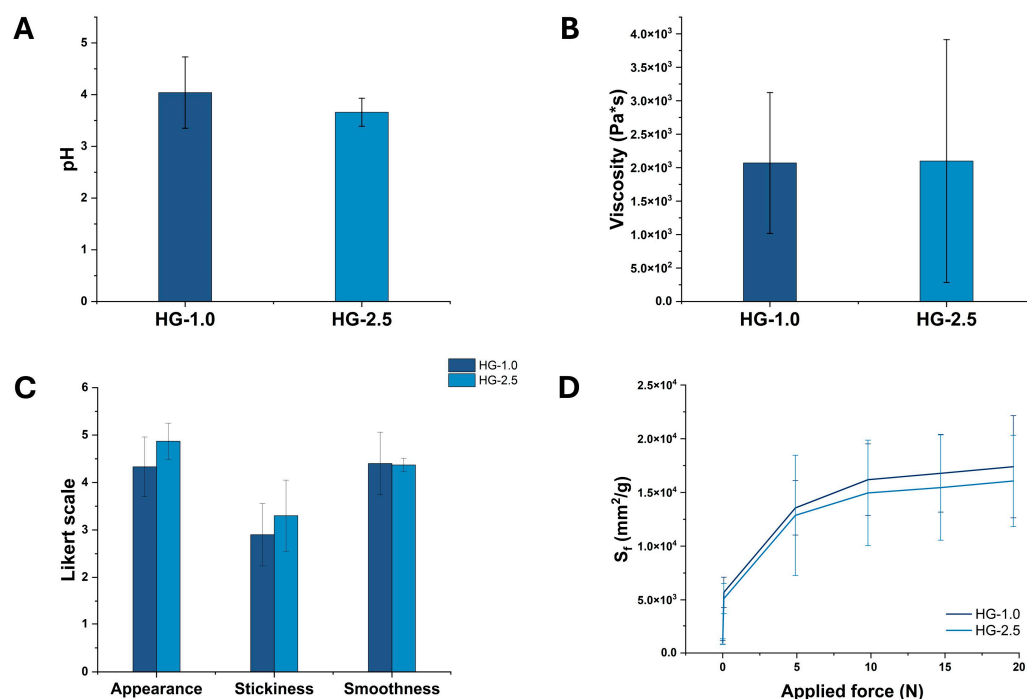 A
pH
5
4
3
2
1
0
HG-1.0 HG-2.5
B
Viscosity (Pa*s)
4.0×10³
3.5×10³
3.0×10³
2.5×10³
2.0×10³
1.5×10³
1.0×10³
5.0×10²
0.0
HG-1.0 HG-2.5
C
HG-1.0
HG-2.5
Likert scale
6
5
4
3
2
1
0
Appearance Stickiness Smoothness
D
Sf (mm²/g)
2.5×10⁴
2.0×10⁴
1.5×10⁴
1.0×10⁴
5.0×10³
0.0
HG-1.0
HG-2.5
0 5 10 15 20
Applied force (N)